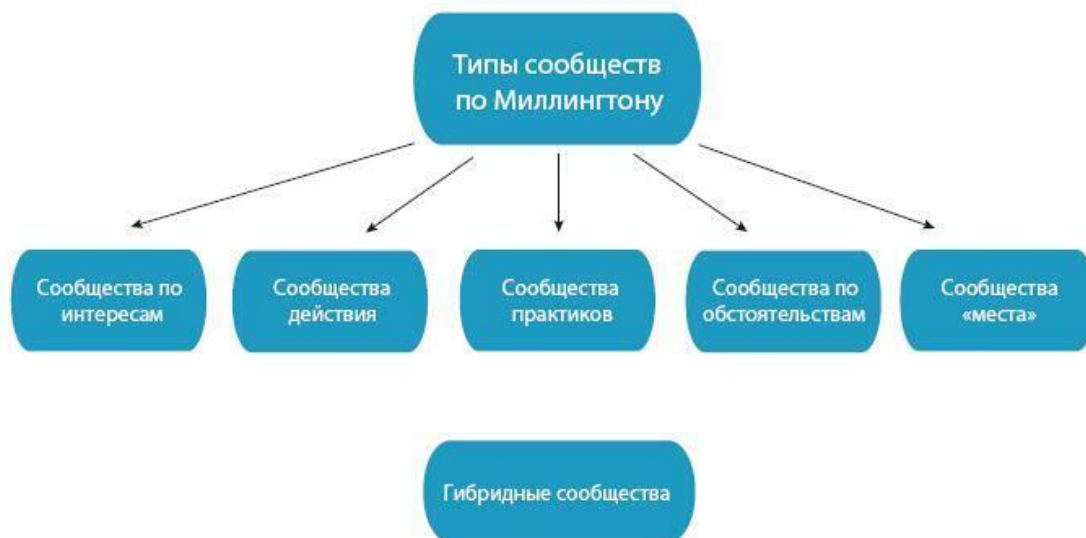 Типы сообществ
по Миллингтону
Сообщества по
интересам
Сообщества
действия
Сообщества
практиков
Сообщества по
обстоятельствам
Сообщества
«места»
Гибридные сообщества